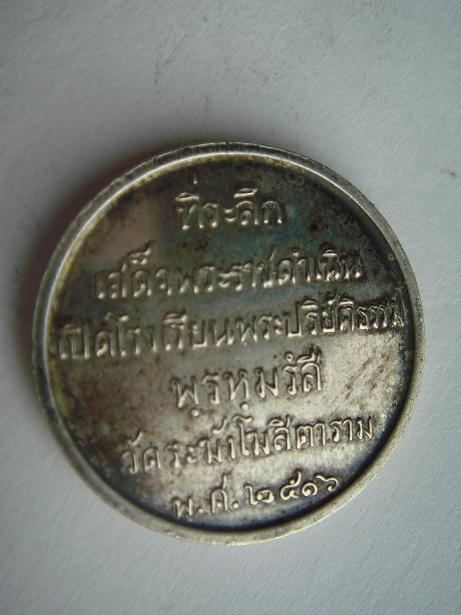 ที่ระลึก
เสด็จพระราชดำเนิน
เปิดโรงเรียนพระปริยัติธรรม
พฺรหฺมรํสี
วัดระฆังโฆสิตาราม
พ.ศ. ๒๕๑๖